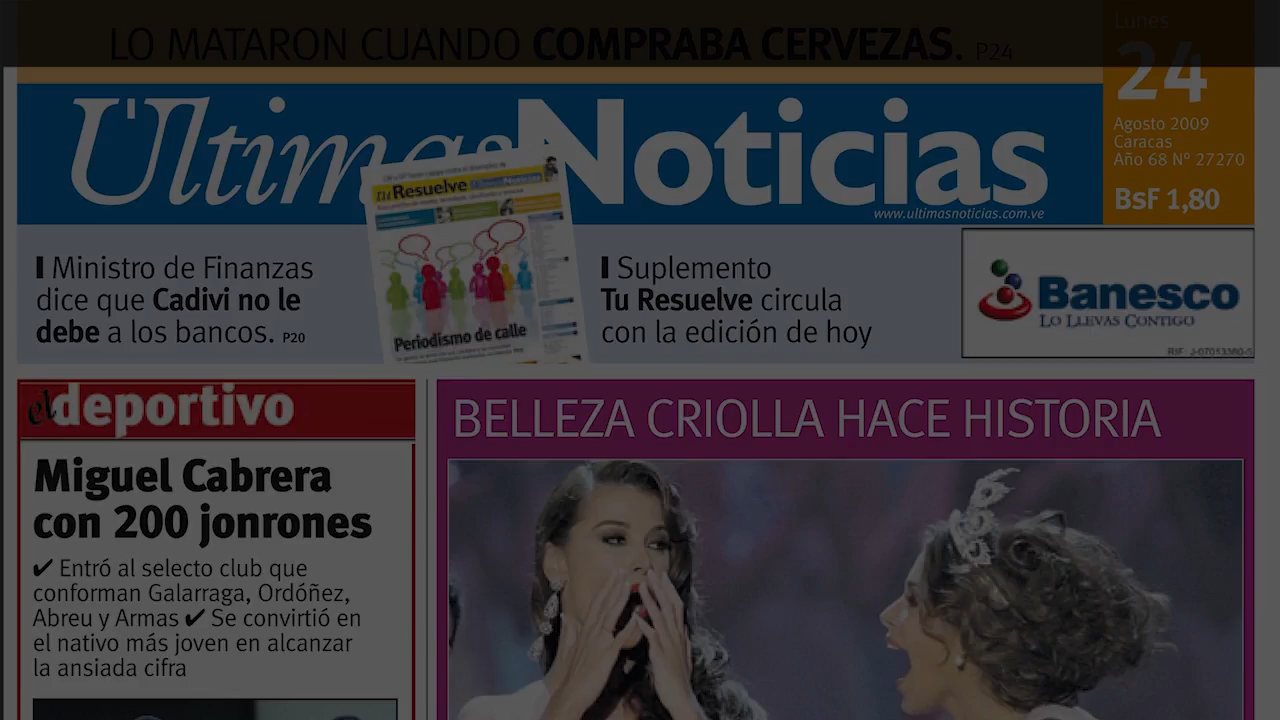 LO MATARON CUANDO COMPRABA CERVEZAS. P24
Lunes
24
Agosto 2009
Caracas
Año 68 N° 27270
BsF 1,80
Últimas Noticias
www.ultimasnoticias.com.ve
I Ministro de Finanzas
dice que Cadivi no le
debe a los bancos. P20
tu Resuelve
Periodismo de calle
I Suplemento
Tu Resuelve circula
con la edición de hoy
Banesco
LO LLEVAS CONTIGO
RIF: J-07013380-5
el deportivo
Miguel Cabrera
con 200 jonrones
✔ Entró al selecto club que
conforman Galarraga, Ordóñez,
Abreu y Armas ✔ Se convirtió en
el nativo más joven en alcanzar
la ansiada cifra
BELLEZA CRIOLLA HACE HISTORIA